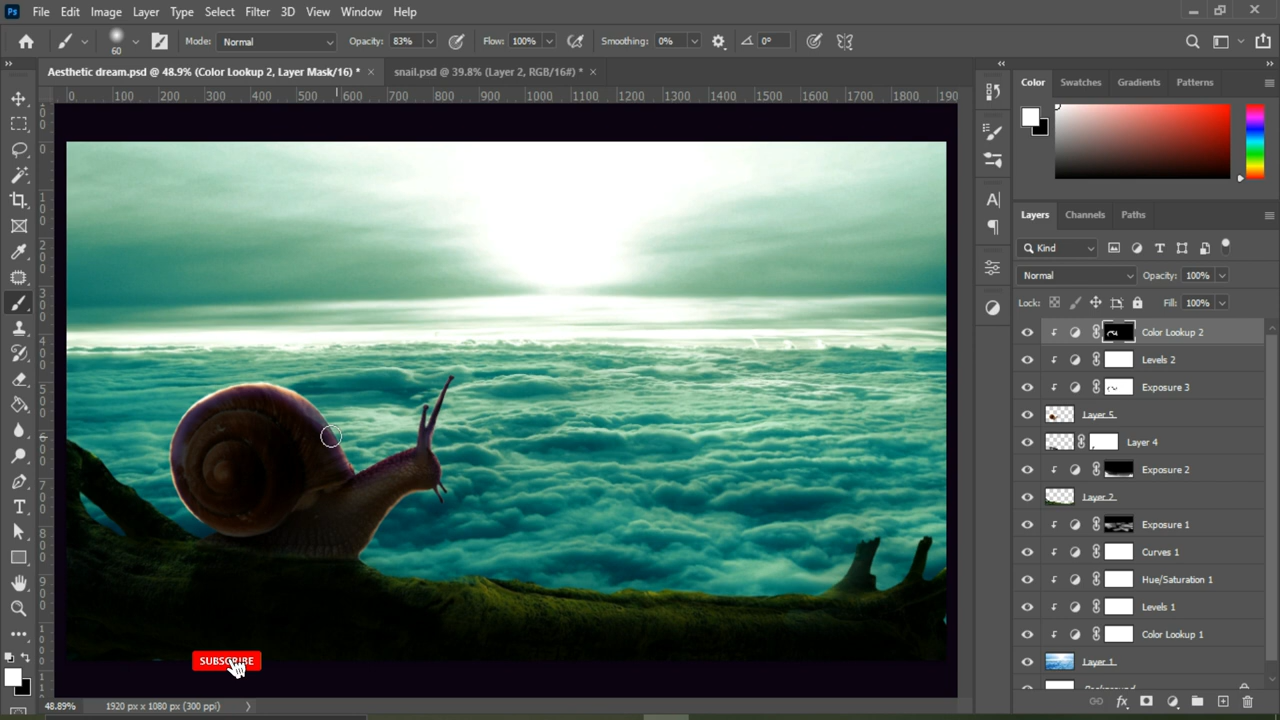 Ps File Edit Image Layer Type Select Filter 3D View Window Help
60 Mode: Normal Opacity: 83% Flow: 100% Smoothing: 0% 0°
Aesthetic dream.psd @ 48.9% (Color Lookup 2, Layer Mask/16) * × snail.psd @ 39.8% (Layer 2, RGB/16#) * ×
0 100 200 300 400 500 600 700 800 900 1000 1100 1200 1300 1400 1500 1600 1700 1800 190
Color Swatches Gradients Patterns
Layers Channels Paths
Kind
Normal Opacity: 100%
Lock: Fill: 100%
Color Lookup 2
Levels 2
Exposure 3
Layer 5
Layer 4
Exposure 2
Layer 2
Exposure 1
Curves 1
Hue/Saturation 1
Levels 1
Color Lookup 1
Layer 1
Background
SUBSCRIBE
48.89% 1920 px x 1080 px (300 ppi)